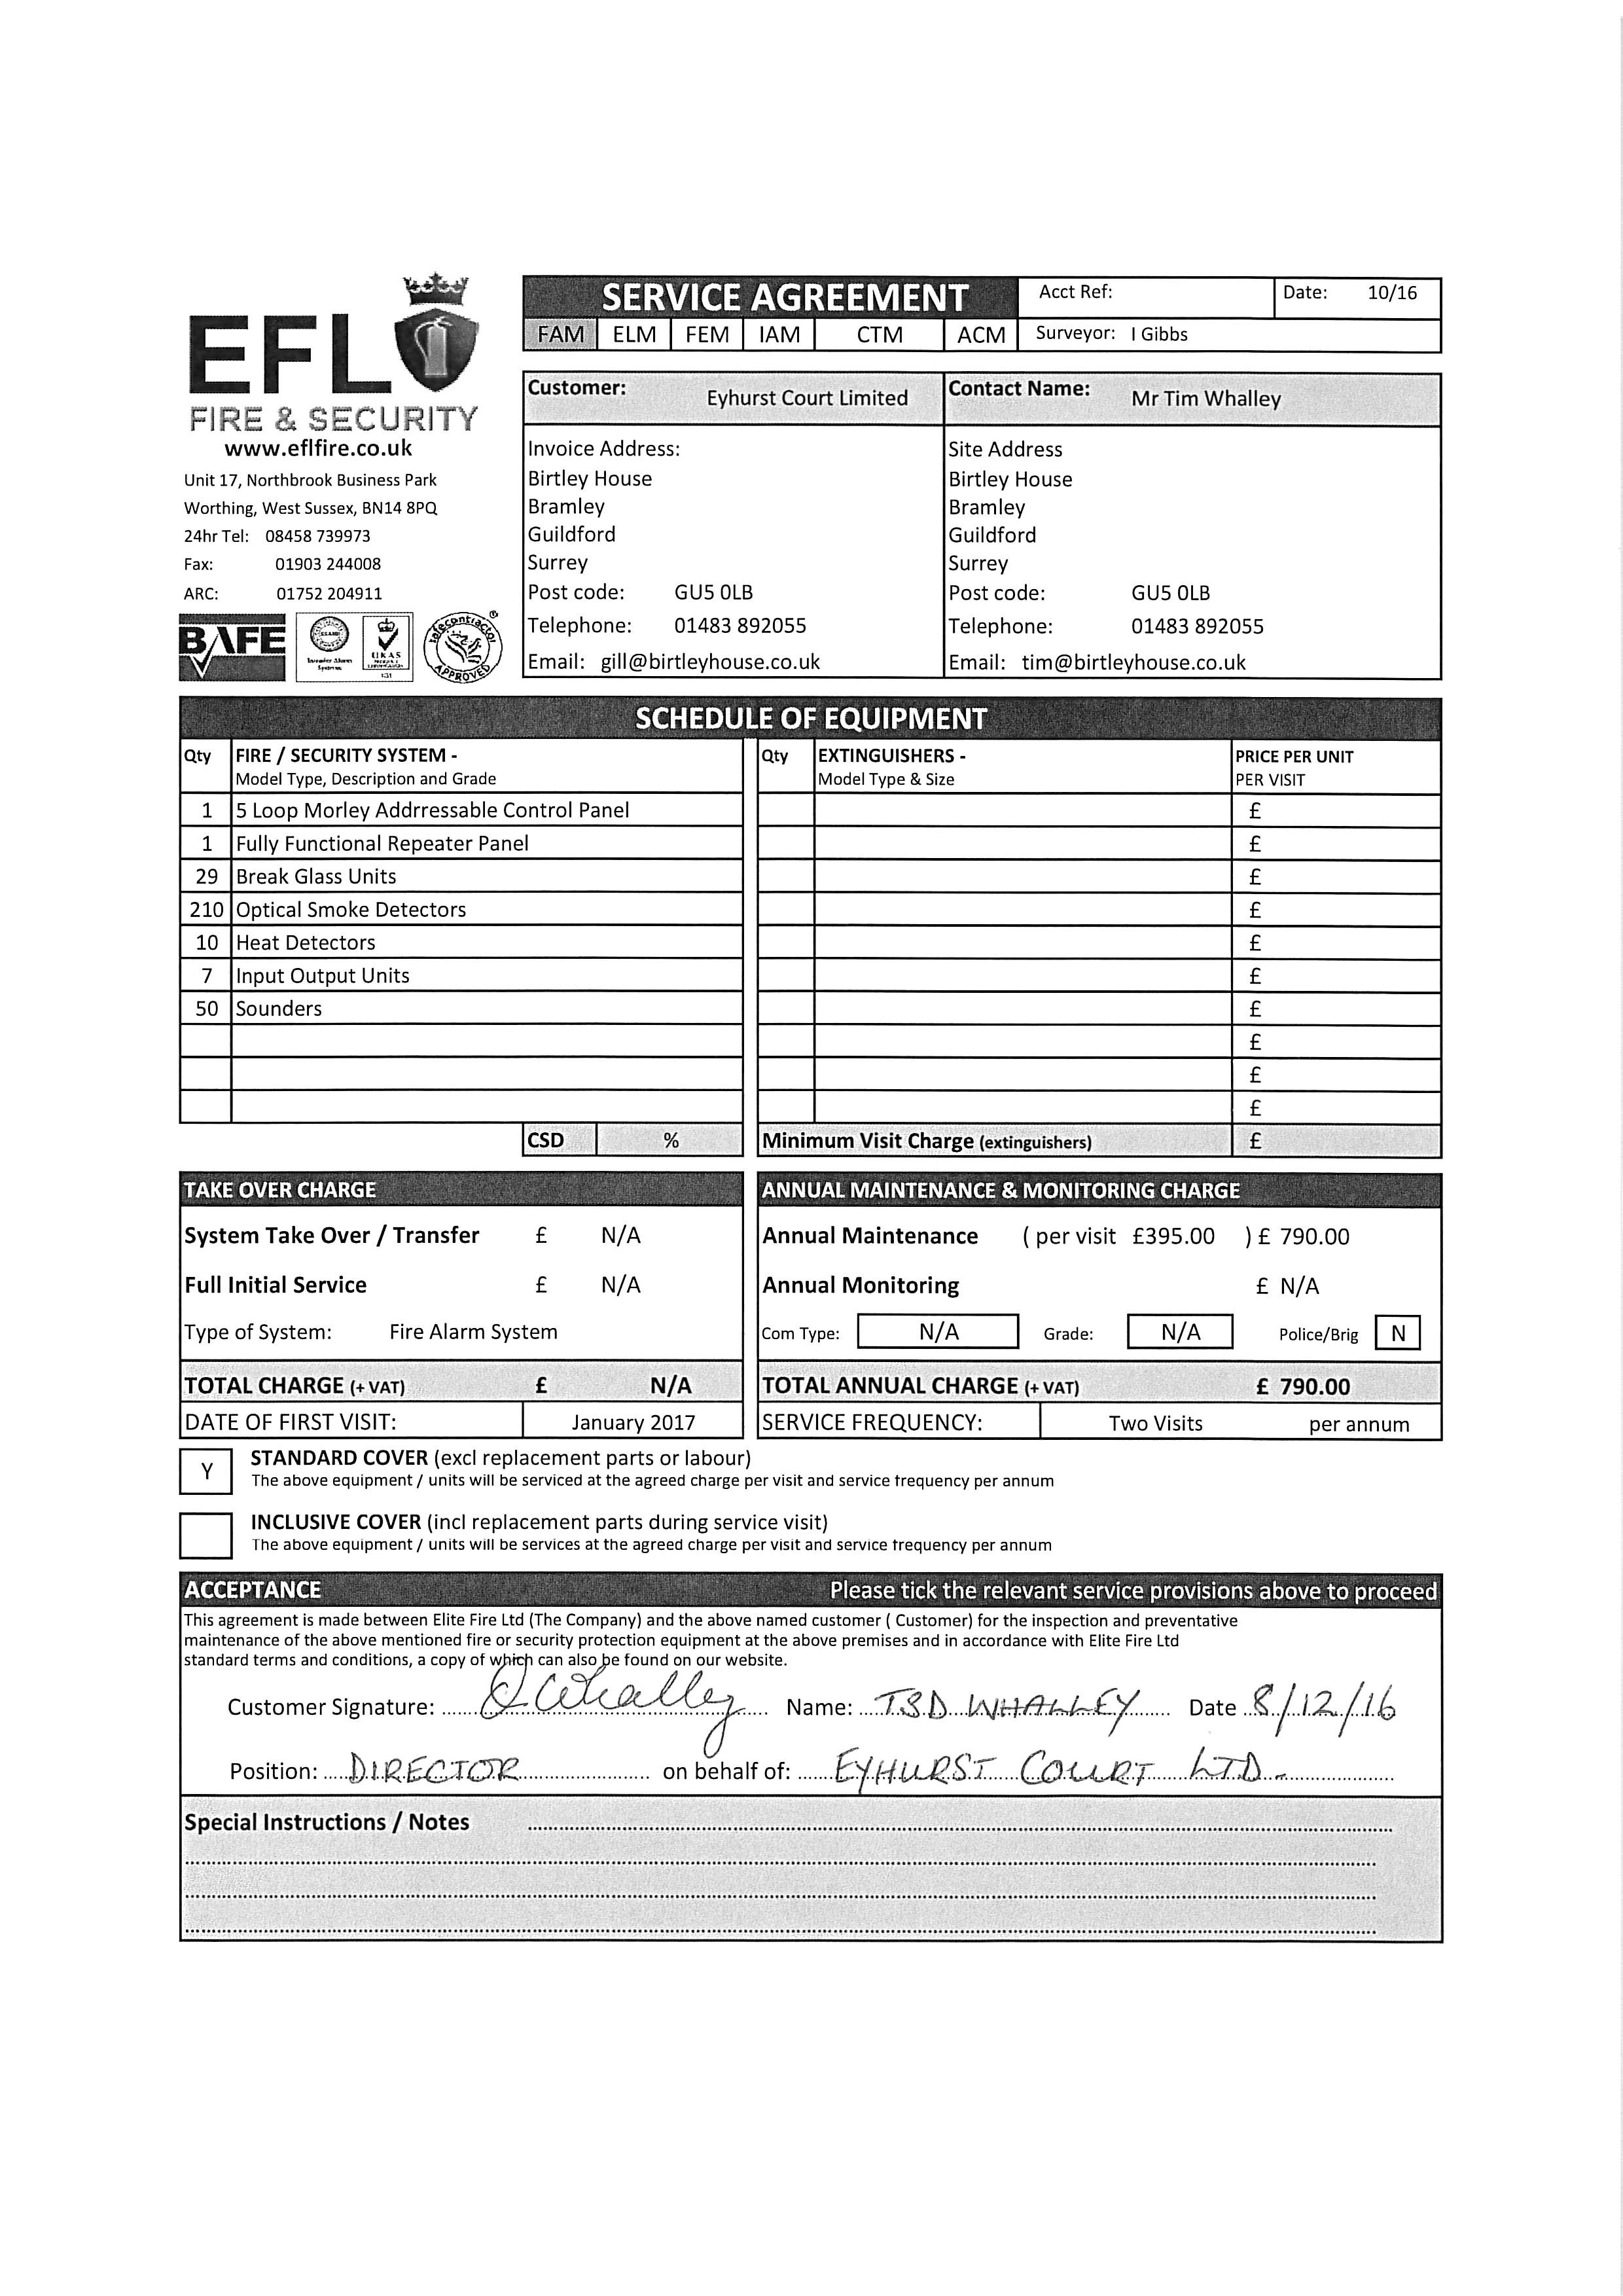 EFL
FIRE & SECURITY
www.eflfire.co.uk
Unit 17, Northbrook Business Park
Worthing, West Sussex, BN14 8PQ
24hr Tel: 08458 739973
Fax: 01903 244008
ARC: 01752 204911
BAFE
UKAS
safecontractor APPROVED ®
SERVICE AGREEMENT
Acct Ref:
Date: 10/16
FAM ELM FEM IAM CTM ACM
Surveyor: I Gibbs
Customer: Eyhurst Court Limited
Contact Name: Mr Tim Whalley
Invoice Address:
Birtley House
Bramley
Guildford
Surrey
Post code: GU5 0LB
Telephone: 01483 892055
Email: gill@birtleyhouse.co.uk
Site Address
Birtley House
Bramley
Guildford
Surrey
Post code: GU5 0LB
Telephone: 01483 892055
Email: tim@birtleyhouse.co.uk
SCHEDULE OF EQUIPMENT
Qty FIRE / SECURITY SYSTEM -
Model Type, Description and Grade
Qty EXTINGUISHERS -
Model Type & Size
PRICE PER UNIT
PER VISIT
1 5 Loop Morley Addrressable Control Panel £
1 Fully Functional Repeater Panel £
29 Break Glass Units £
210 Optical Smoke Detectors £
10 Heat Detectors £
7 Input Output Units £
50 Sounders £
£
£
£
CSD %
Minimum Visit Charge (extinguishers) £
TAKE OVER CHARGE
System Take Over / Transfer £ N/A
Full Initial Service £ N/A
Type of System: Fire Alarm System
TOTAL CHARGE (+ VAT) £ N/A
DATE OF FIRST VISIT: January 2017
ANNUAL MAINTENANCE & MONITORING CHARGE
Annual Maintenance ( per visit £395.00 ) £ 790.00
Annual Monitoring £ N/A
Com Type: N/A Grade: N/A Police/Brig N
TOTAL ANNUAL CHARGE (+ VAT) £ 790.00
SERVICE FREQUENCY: Two Visits per annum
Y STANDARD COVER (excl replacement parts or labour)
The above equipment / units will be serviced at the agreed charge per visit and service frequency per annum
INCLUSIVE COVER (incl replacement parts during service visit)
The above equipment / units will be services at the agreed charge per visit and service frequency per annum
ACCEPTANCE Please tick the relevant service provisions above to proceed
This agreement is made between Elite Fire Ltd (The Company) and the above named customer ( Customer) for the inspection and preventative
maintenance of the above mentioned fire or security protection equipment at the above premises and in accordance with Elite Fire Ltd
standard terms and conditions, a copy of which can also be found on our website.
Customer Signature: Whalley Name: TSD WHALLEY Date 8/12/16
Position: DIRECTOR on behalf of: EYHURST COURT LTD.
Special Instructions / Notes